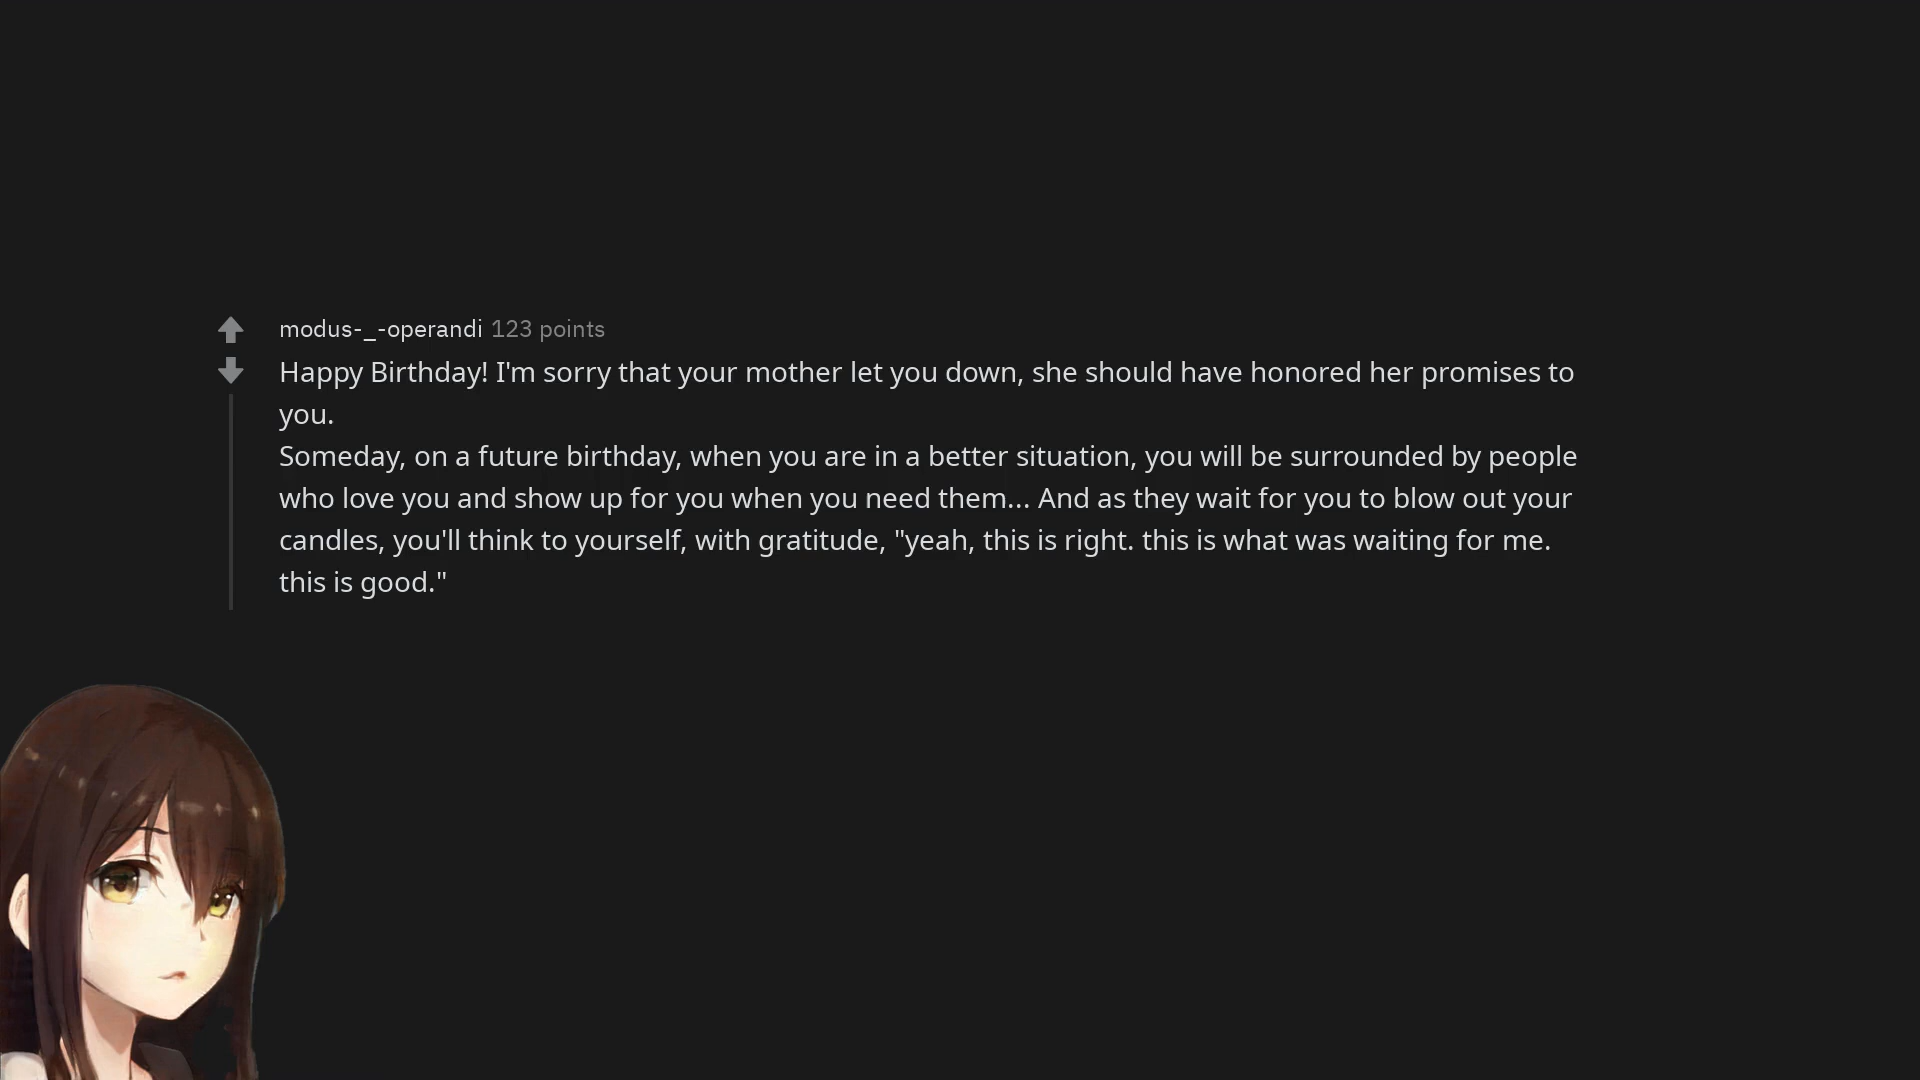 modus-_-operandi 123 points
Happy Birthday! I'm sorry that your mother let you down, she should have honored her promises to
you.
Someday, on a future birthday, when you are in a better situation, you will be surrounded by people
who love you and show up for you when you need them... And as they wait for you to blow out your
candles, you'll think to yourself, with gratitude, "yeah, this is right. this is what was waiting for me.
this is good."